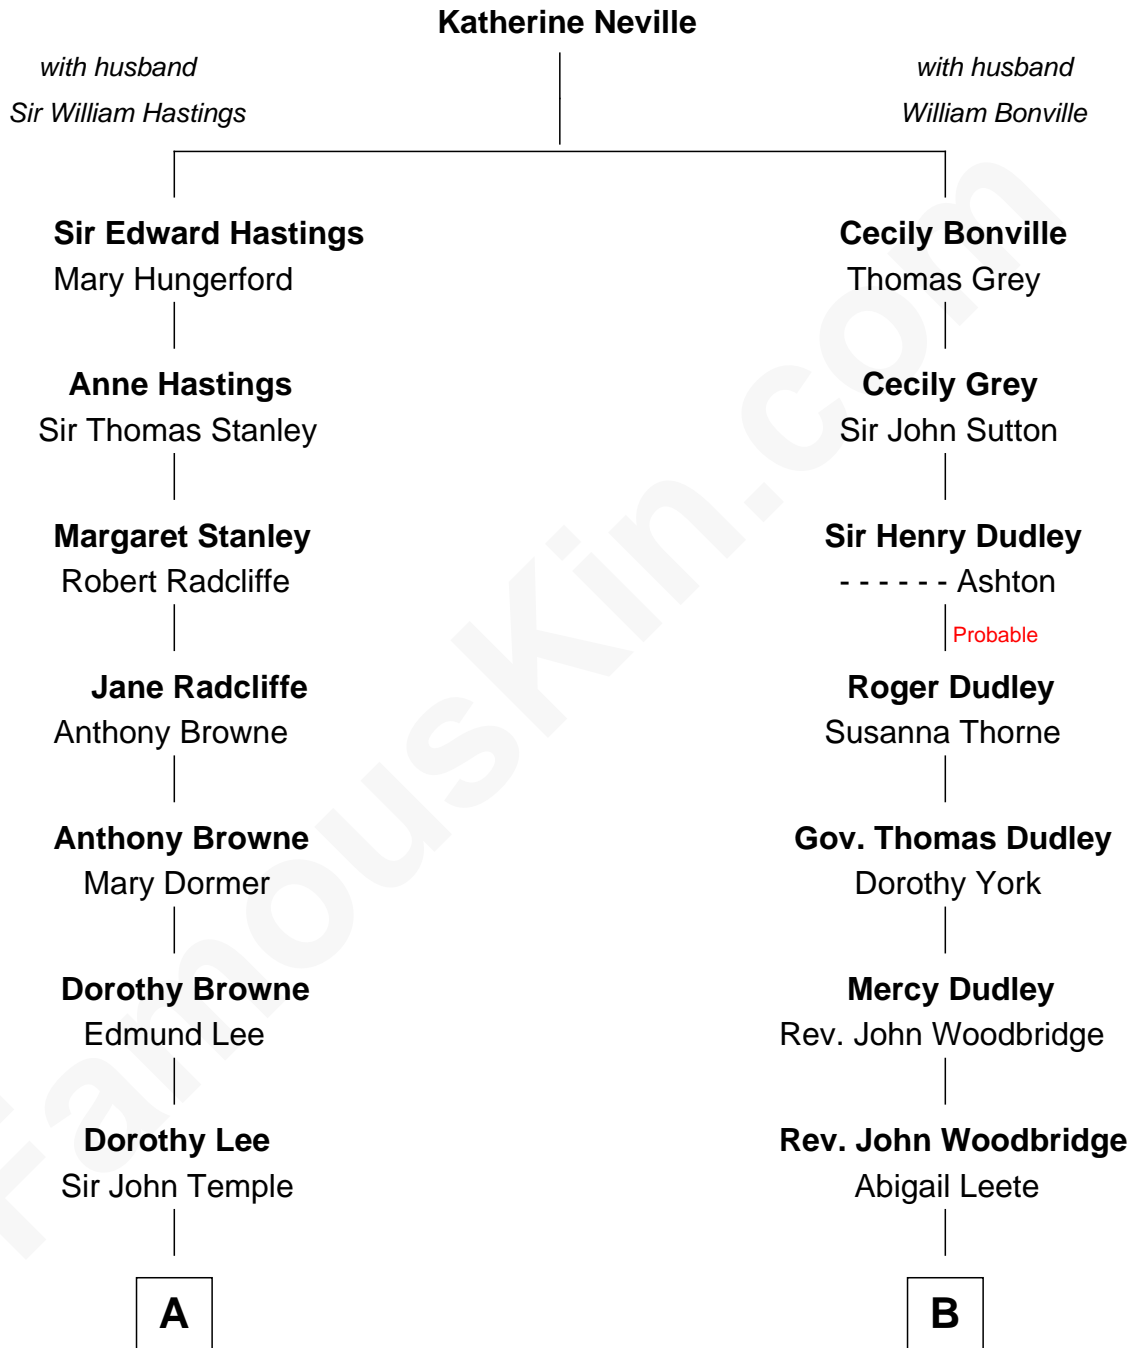 Katherine Neville
with husband
Sir William Hastings
with husband
William Bonville
Sir Edward Hastings
Mary Hungerford
Cecily Bonville
Thomas Grey
Anne Hastings
Sir Thomas Stanley
Cecily Grey
Sir John Sutton
Margaret Stanley
Robert Radcliffe
Sir Henry Dudley
- - - - - - Ashton
Probable
Jane Radcliffe
Anthony Browne
Roger Dudley
Susanna Thorne
Anthony Browne
Mary Dormer
Gov. Thomas Dudley
Dorothy York
Dorothy Browne
Edmund Lee
Mercy Dudley
Rev. John Woodbridge
Dorothy Lee
Sir John Temple
Rev. John Woodbridge
Abigail Leete
A
B
FamousKin.com